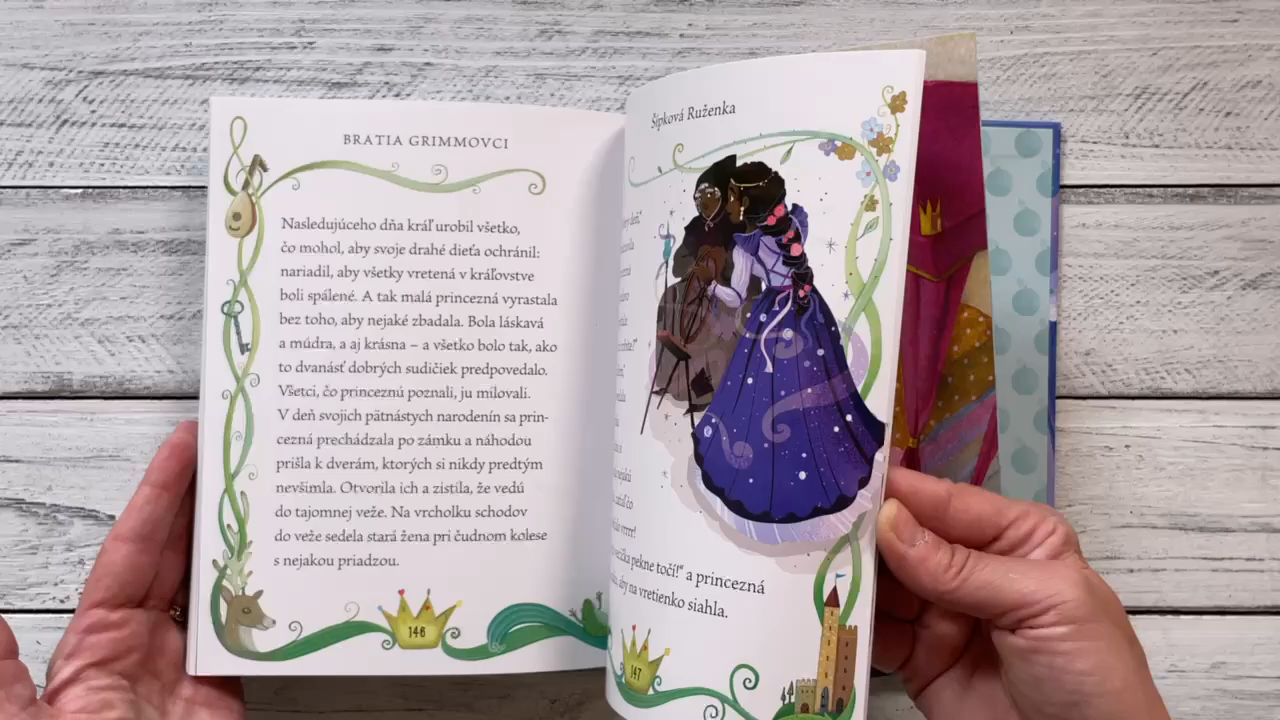 BRATIA GRIMMOVCI
Nasledujúceho dňa kráľ urobil všetko,
čo mohol, aby svoje drahé dieťa ochránil:
nariadil, aby všetky vretená v kráľovstve
boli spálené. A tak malá princezná vyrastala
bez toho, aby nejaké zbadala. Bola láskavá
a múdra, a aj krásna – a všetko bolo tak, ako
to dvanásť dobrých sudičiek predpovedalo.
Všetci, čo princeznú poznali, ju milovali.
V deň svojich pätnástych narodenín sa prin-
cezná prechádzala po zámku a náhodou
prišla k dverám, ktorých si nikdy predtým
nevšimla. Otvorila ich a zistila, že vedú
do tajomnej veže. Na vrcholku schodov
do veže sedela stará žena pri čudnom kolese
s nejakou priadzou.
146
Šípková Ruženka
deň,“
vrrrr!
pekne točí!“ a princezná
aby na vretienko siahla.
147